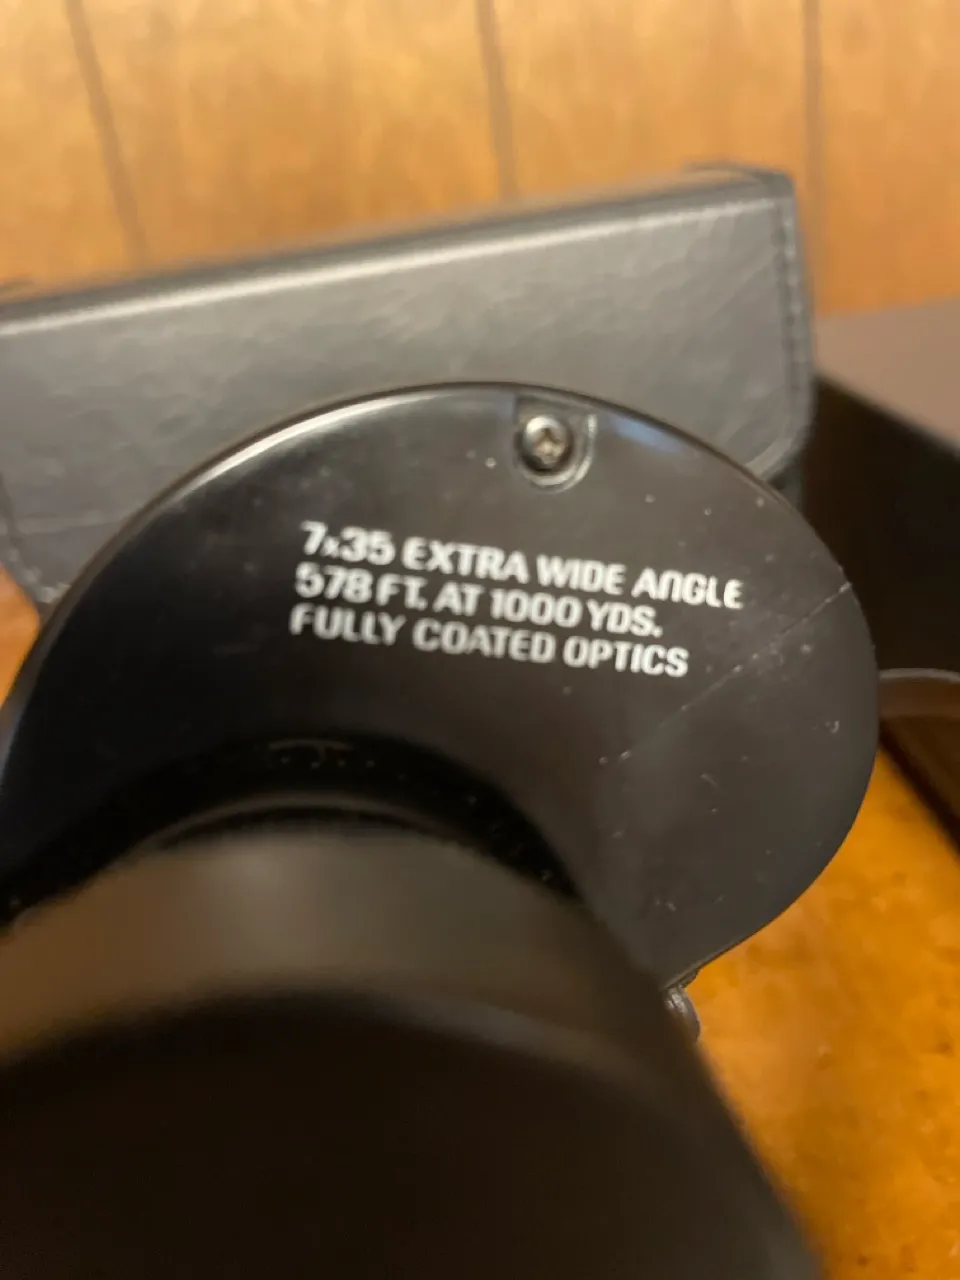 7x35 EXTRA WIDE ANGLE
578 FT. AT 1000 YDS.
FULLY COATED OPTICS